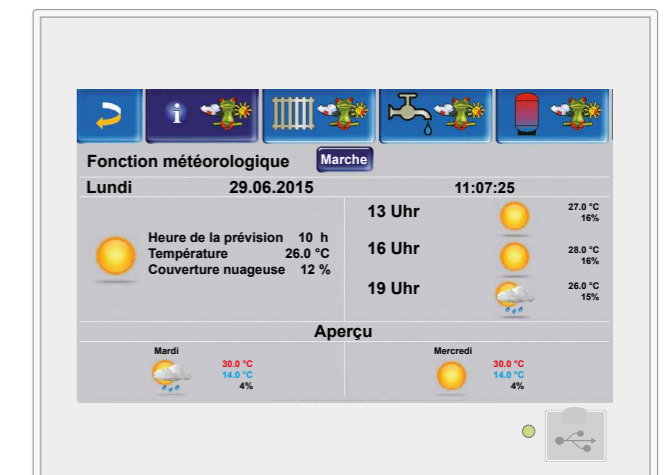 i
Fonction météorologique Marche
Lundi 29.06.2015 11:07:25
Heure de la prévision 10 h
Température 26.0 °C
Couverture nuageuse 12 %
13 Uhr 27.0 °C
16%
16 Uhr 28.0 °C
16%
19 Uhr 26.0 °C
15%
Aperçu
Mardi
30.0 °C
14.0 °C
4%
Mercredi
30.0 °C
14.0 °C
4%